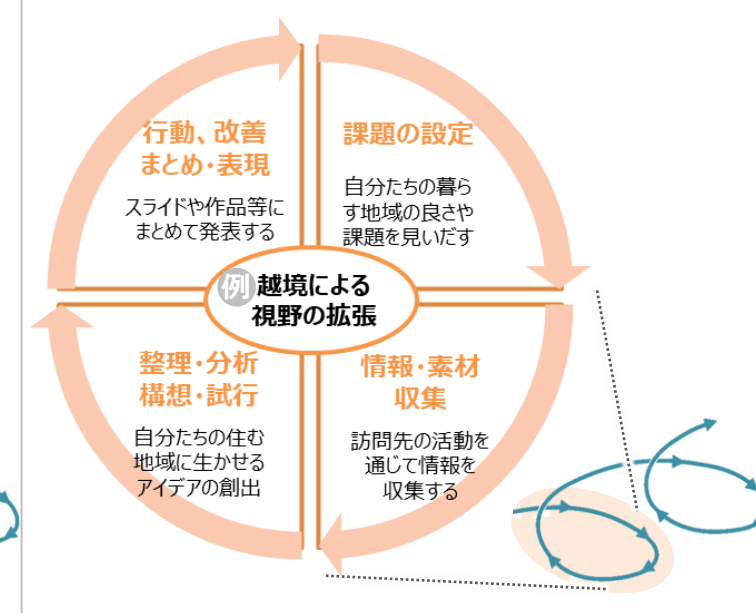 行動、改善
まとめ・表現
スライドや作品等に
まとめて発表する
課題の設定
自分たちの暮ら
す地域の良さや
課題を見いだす
例 越境による
視野の拡張
整理・分析
構想・試行
自分たちの住む
地域に生かせる
アイデアの創出
情報・素材
収集
訪問先の活動を
通じて情報を
収集する